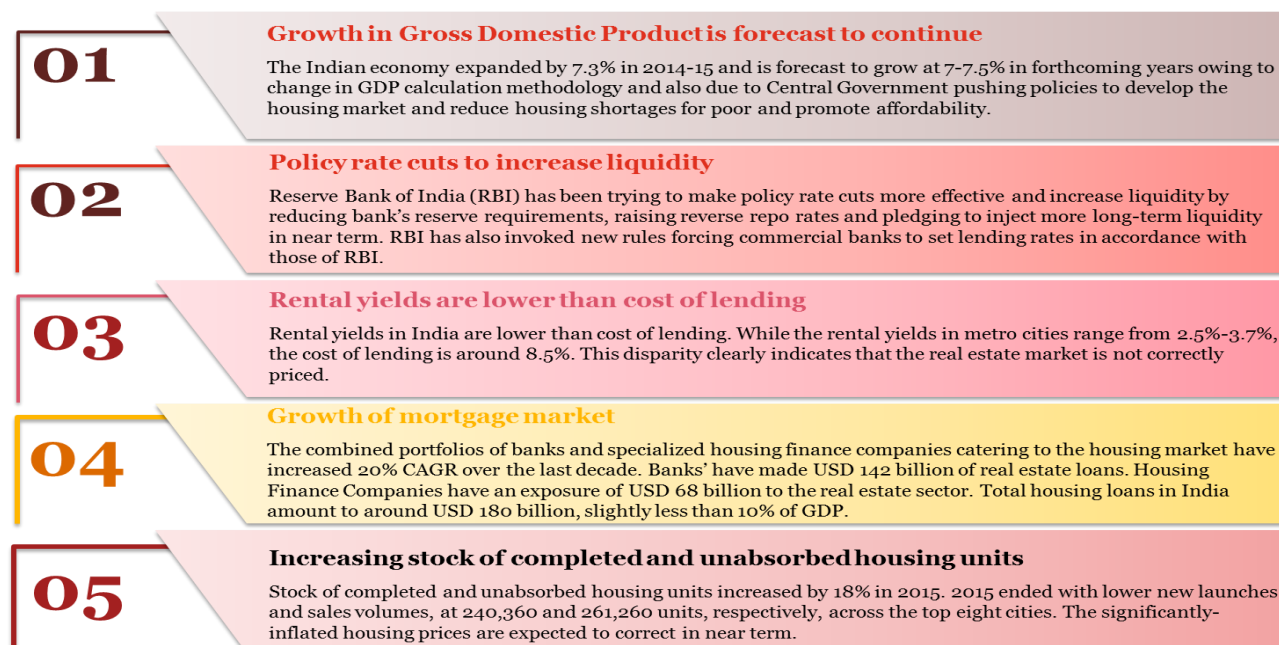 01
Growth in Gross Domestic Product is forecast to continue
The Indian economy expanded by 7.3% in 2014-15 and is forecast to grow at 7-7.5% in forthcoming years owing to
change in GDP calculation methodology and also due to Central Government pushing policies to develop the
housing market and reduce housing shortages for poor and promote affordability.
02
Policy rate cuts to increase liquidity
Reserve Bank of India (RBI) has been trying to make policy rate cuts more effective and increase liquidity by
reducing bank's reserve requirements, raising reverse repo rates and pledging to inject more long-term liquidity
in near term. RBI has also invoked new rules forcing commercial banks to set lending rates in accordance with
those of RBI.
03
Rental yields are lower than cost of lending
Rental yields in India are lower than cost of lending. While the rental yields in metro cities range from 2.5%-3.7%,
the cost of lending is around 8.5%. This disparity clearly indicates that the real estate market is not correctly
priced.
04
Growth of mortgage market
The combined portfolios of banks and specialized housing finance companies catering to the housing market have
increased 20% CAGR over the last decade. Banks' have made USD 142 billion of real estate loans. Housing
Finance Companies have an exposure of USD 68 billion to the real estate sector. Total housing loans in India
amount to around USD 180 billion, slightly less than 10% of GDP.
05
Increasing stock of completed and unabsorbed housing units
Stock of completed and unabsorbed housing units increased by 18% in 2015. 2015 ended with lower new launches
and sales volumes, at 240,360 and 261,260 units, respectively, across the top eight cities. The significantly-
inflated housing prices are expected to correct in near term.